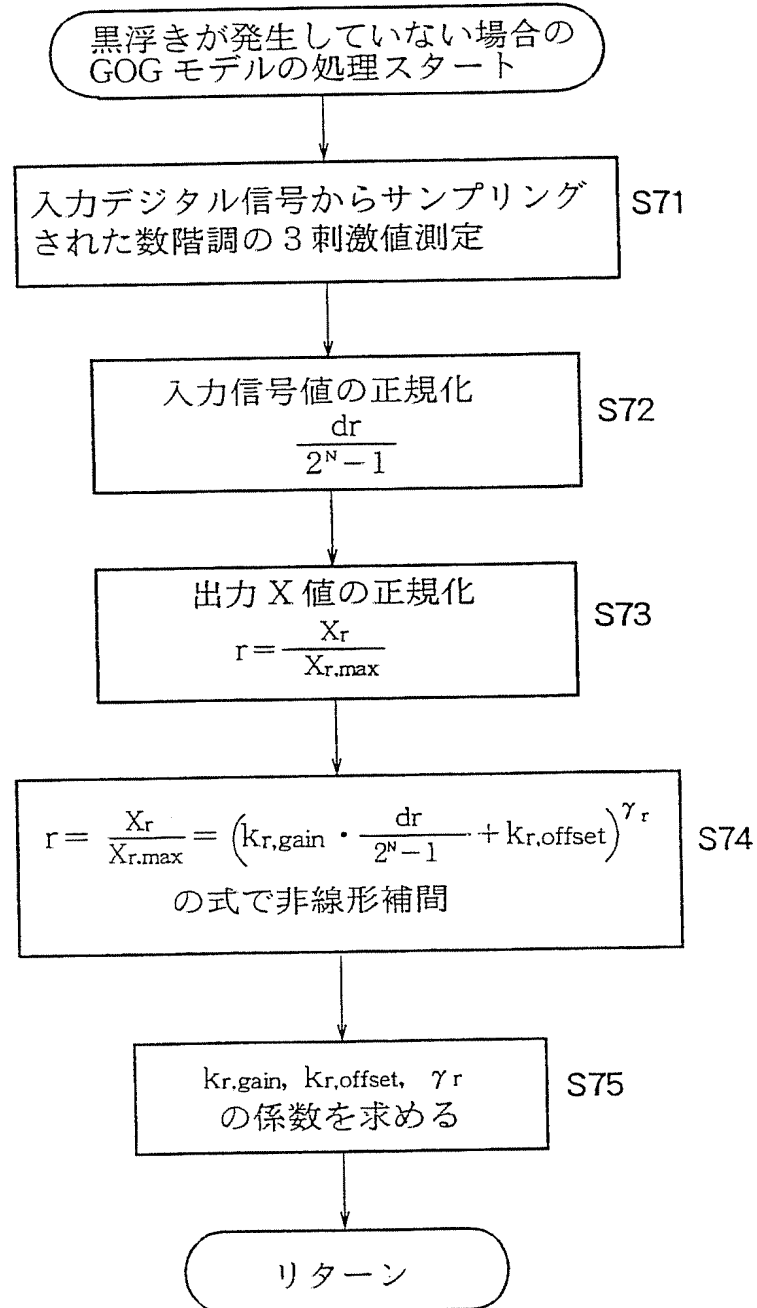 黒浮きが発生していない場合の
GOG モデルの処理スタート
入力デジタル信号からサンプリング
された数階調の3刺激値測定
S71
入力信号値の正規化
dr / 2^N − 1
S72
出力 X 値の正規化
r = Xr / Xr,max
S73
r = Xr / Xr,max = (kr,gain · dr / 2^N − 1 + kr,offset)^γr
の式で非線形補間
S74
kr,gain, kr,offset, γr
の係数を求める
S75
リターン